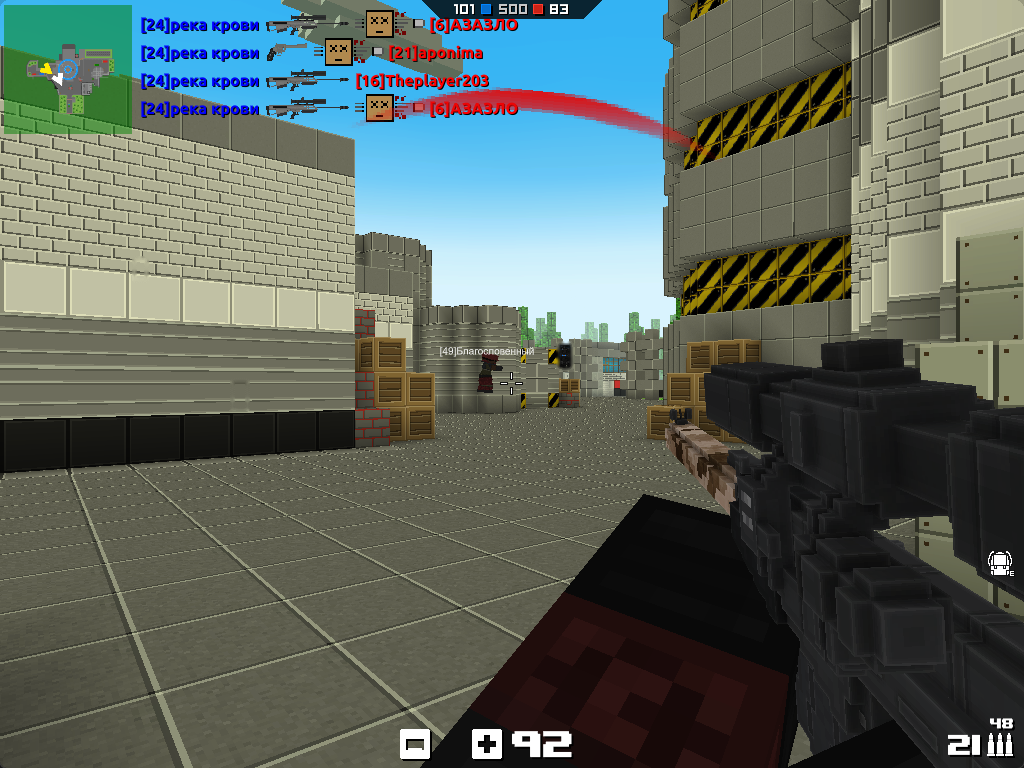 101 500 83
[24]река крови [6]АЗАЗЛО
[24]река крови [21]aponima
[24]река крови [16]Theplayer203
[24]река крови [6]АЗАЗЛО
[49]Благословенный
E
48
92
21